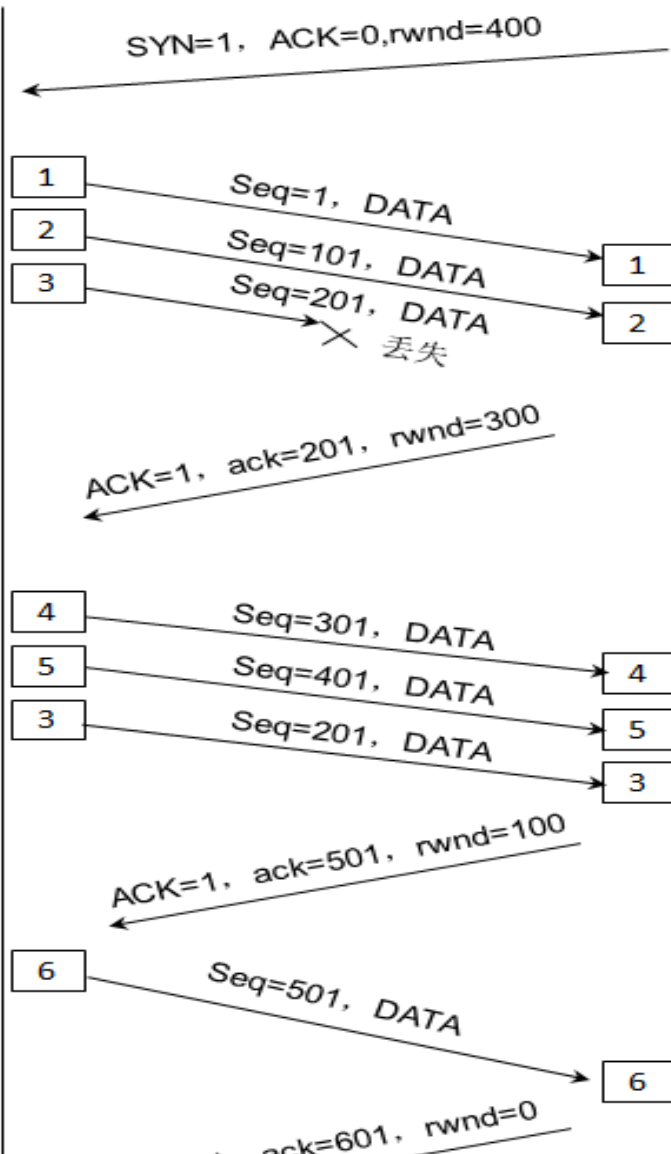 SYN=1，ACK=0,rwnd=400
1
Seq=1，DATA
1
2
Seq=101，DATA
2
3
Seq=201，DATA
丢失
ACK=1，ack=201，rwnd=300
4
Seq=301，DATA
4
5
Seq=401，DATA
5
3
Seq=201，DATA
3
ACK=1，ack=501，rwnd=100
6
Seq=501，DATA
6
ack=601，rwnd=0